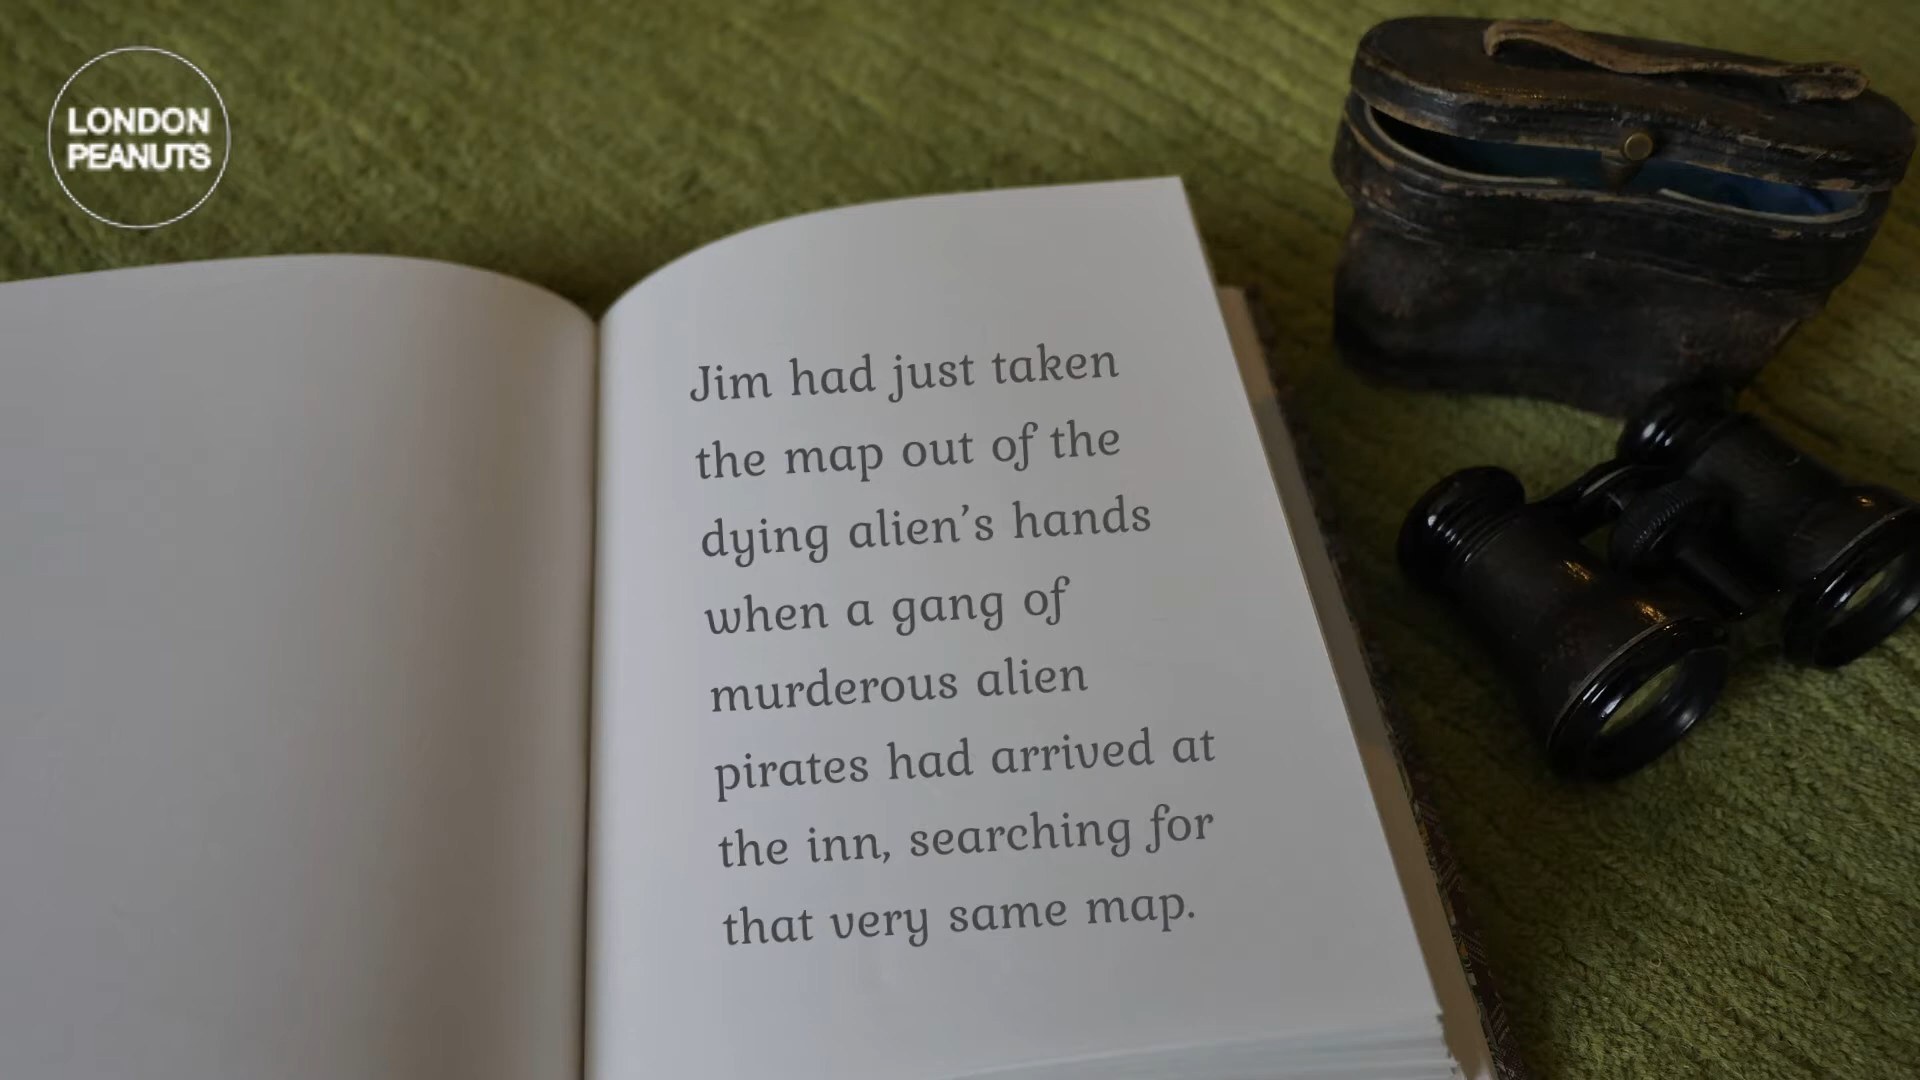 LONDON
PEANUTS
Jim had just taken
the map out of the
dying alien's hands
when a gang of
murderous alien
pirates had arrived at
the inn, searching for
that very same map.